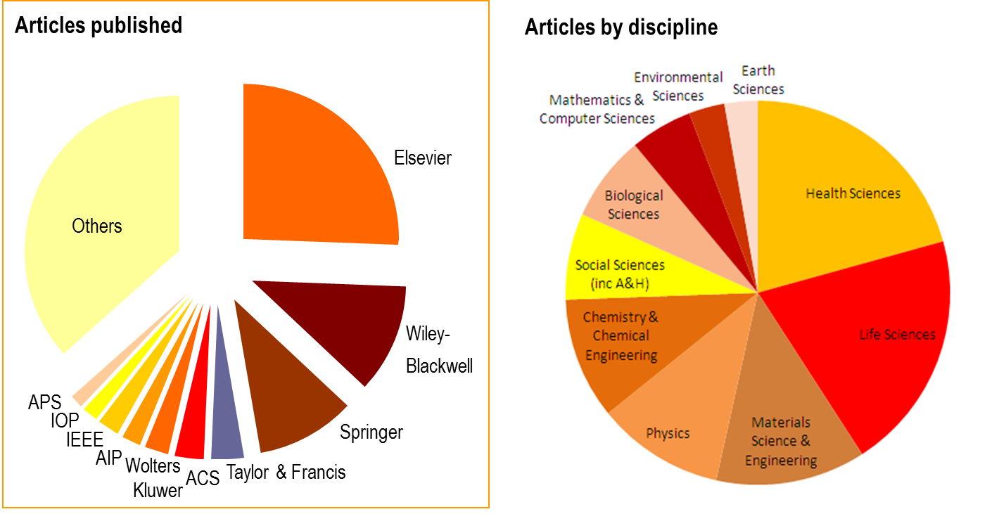 Articles published
Elsevier
Wiley-
Blackwell
Springer
Taylor & Francis
ACS
Wolters
Kluwer
AIP
IEEE
IOP
APS
Others
Articles by discipline
Health Sciences
Life Sciences
Materials
Science &
Engineering
Physics
Chemistry &
Chemical
Engineering
Social Sciences
(inc A&H)
Biological
Sciences
Mathematics &
Computer Sciences
Environmental
Sciences
Earth
Sciences